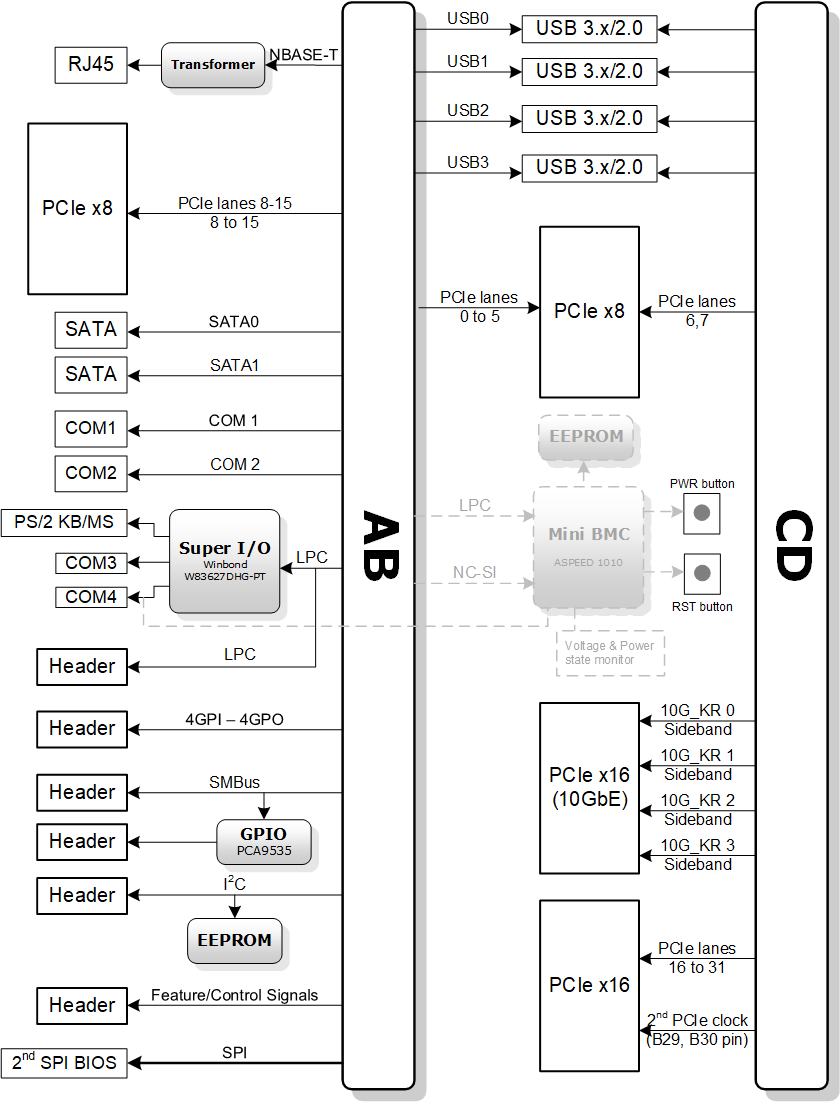 USB0
USB 3.x/2.0
RJ45
Transformer
NBASE-T
USB1
USB 3.x/2.0
USB2
USB 3.x/2.0
USB3
USB 3.x/2.0
PCIe x8
PCIe lanes 8-15
8 to 15
PCIe lanes
0 to 5
PCIe x8
PCIe lanes
6,7
SATA
SATA0
SATA
SATA1
COM1
COM 1
COM2
COM 2
EEPROM
PWR button
PS/2 KB/MS
COM3
COM4
Super I/O
Winbond
W83627DHG-PT
LPC
AB
LPC
NC-SI
Mini BMC
ASPEED 1010
RST button
CD
Voltage & Power
state monitor
Header
LPC
Header
4GPI – 4GPO
Header
SMBus
Header
GPIO
PCA9535
Header
I2C
EEPROM
Header
Feature/Control Signals
2nd SPI BIOS
SPI
PCIe x16
(10GbE)
10G_KR 0
Sideband
10G_KR 1
Sideband
10G_KR 2
Sideband
10G_KR 3
Sideband
PCIe x16
PCIe lanes
16 to 31
2nd PCIe clock
(B29, B30 pin)